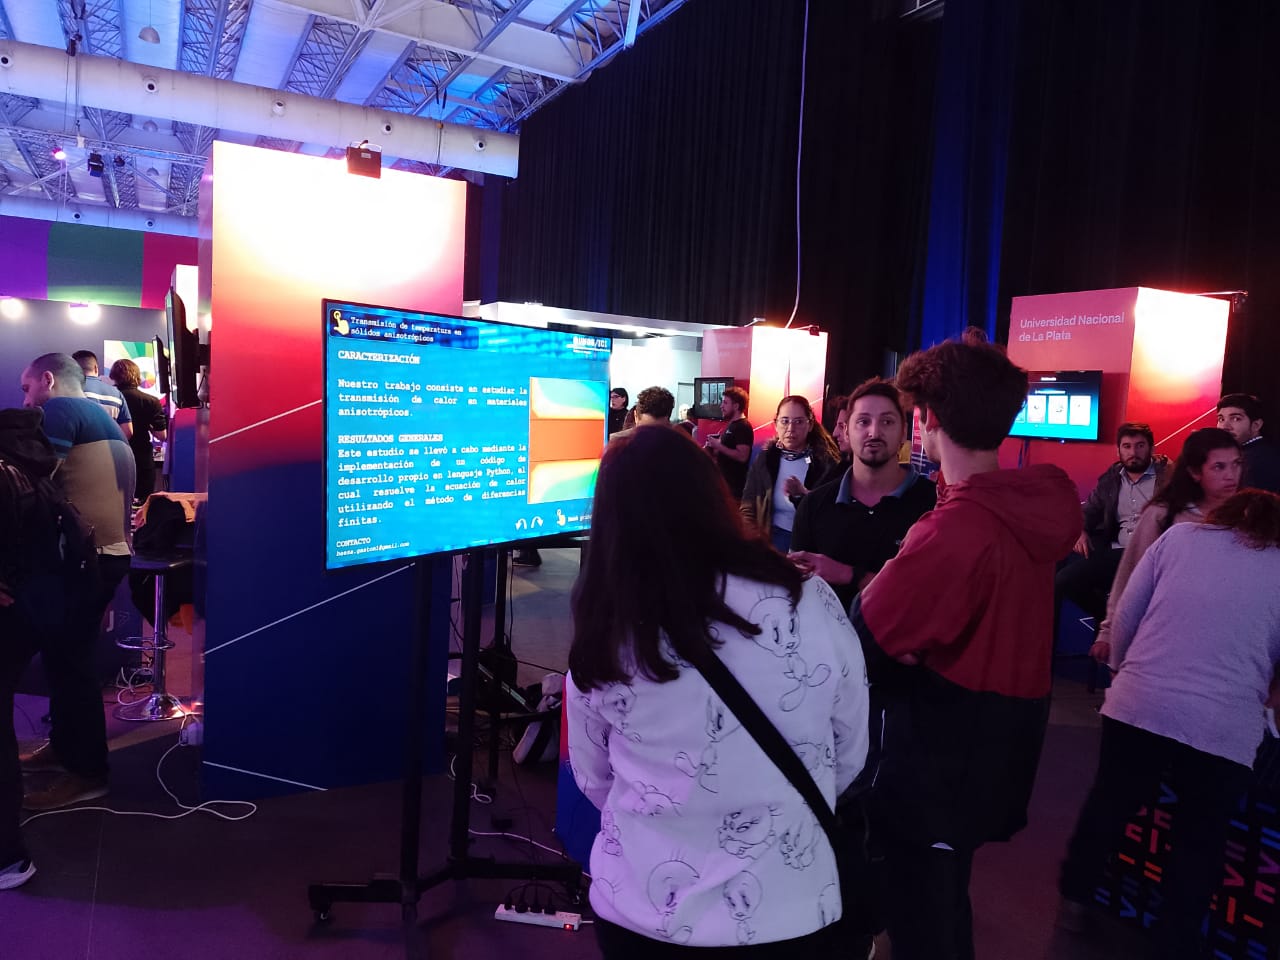 Transmisión de temperatura en
sólidos anisotrópicos
CARACTERIZACIÓN
Nuestro trabajo consiste en estudiar la
transmisión de calor en materiales
anisotrópicos.
RESULTADOS GENERALES
Este estudio se llevó a cabo mediante la
implementación de un código de
desarrollo propio en lenguaje Python, el
cual resuelve la ecuación de calor
utilizando el método de diferencias
finitas.
CONTACTO
Universidad Nacional
de La Plata